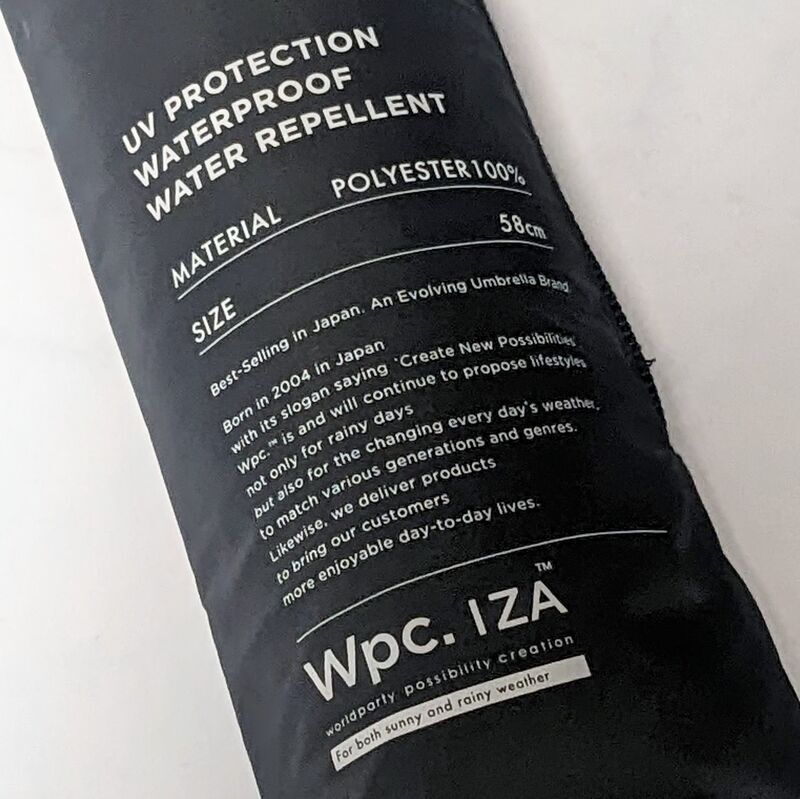 UV PROTECTION
WATERPROOF
WATER REPELLENT
MATERIAL POLYESTER100%
SIZE 58cm
Best-Selling in Japan. An Evolving Umbrella Brand.
Born in 2004 in Japan
with its slogan saying 'Create New Possibilities'
Wpc.™ is and will continue to propose lifestyles
not only for rainy days
but also for the changing every day's weather,
to match various generations and genres.
Likewise, we deliver products
to bring our customers
more enjoyable day-to-day lives.
Wpc. IZA™
worldparty possibility creation
For both sunny and rainy weather